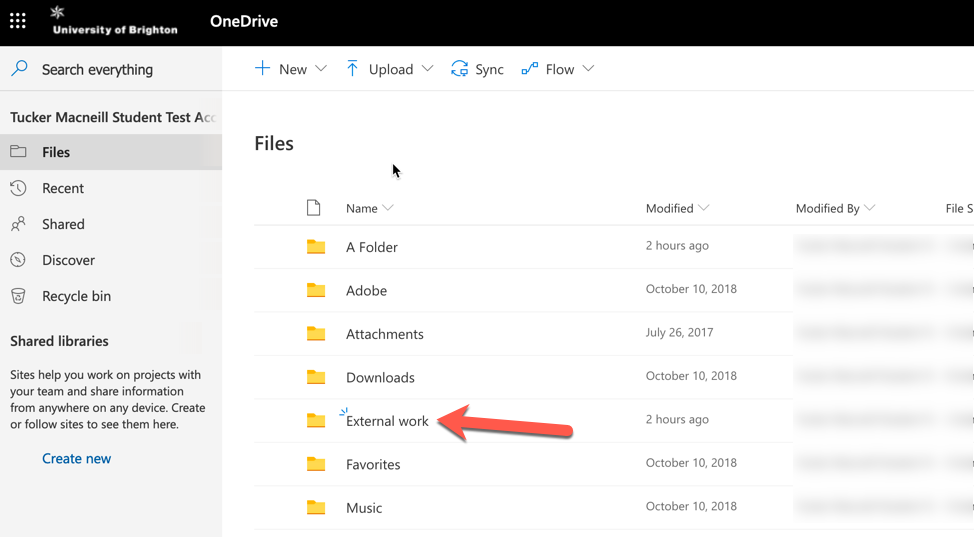 University of Brighton
OneDrive
Search everything
New
Upload
Sync
Flow
Tucker Macneill Student Test Acc
Files
Recent
Shared
Discover
Recycle bin
Shared libraries
Sites help you work on projects with
your team and share information
from anywhere on any device. Create
or follow sites to see them here.
Create new
Files
Name
Modified
Modified By
File S
A Folder
2 hours ago
Adobe
October 10, 2018
Attachments
July 26, 2017
Downloads
October 10, 2018
External work
2 hours ago
Favorites
October 10, 2018
Music
October 10, 2018